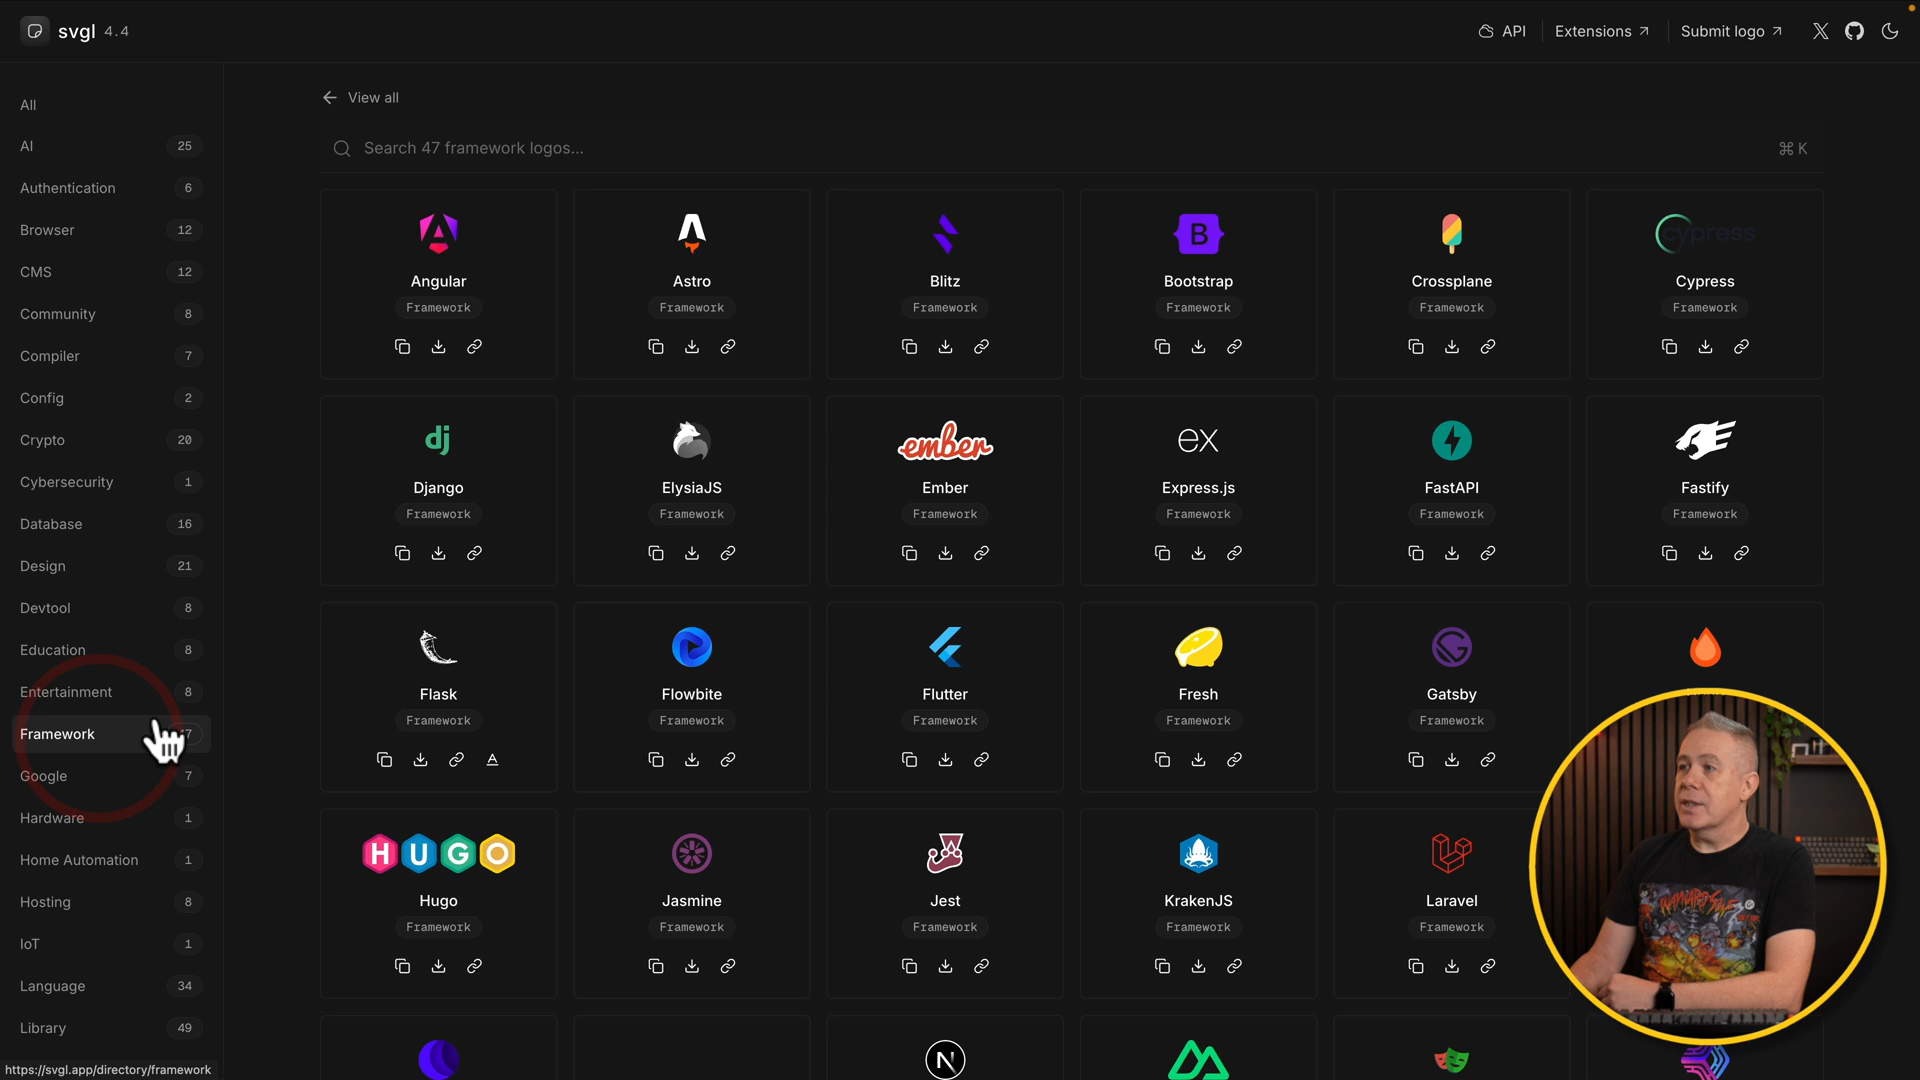 svgl 4.4
API
Extensions
Submit logo
All
AI 25
Authentication 6
Browser 12
CMS 12
Community 8
Compiler 7
Config 2
Crypto 20
Cybersecurity 1
Database 16
Design 21
Devtool 8
Education 8
Entertainment 8
Framework
Google 7
Hardware 1
Home Automation 1
Hosting 8
IoT 1
Language 34
Library 49
https://svgl.app/directory/framework
View all
Search 47 framework logos...
⌘ K
B
cypress
Angular
Astro
Blitz
Bootstrap
Crossplane
Cypress
Framework
Framework
Framework
Framework
Framework
Framework
dj
ember
ex
Django
ElysiaJS
Ember
Express.js
FastAPI
Fastify
Framework
Framework
Framework
Framework
Framework
Framework
Flask
Flowbite
Flutter
Fresh
Gatsby
Framework
Framework
Framework
Framework
Framework
HUGO
Hugo
Jasmine
Jest
KrakenJS
Laravel
Framework
Framework
Framework
Framework
Framework
N